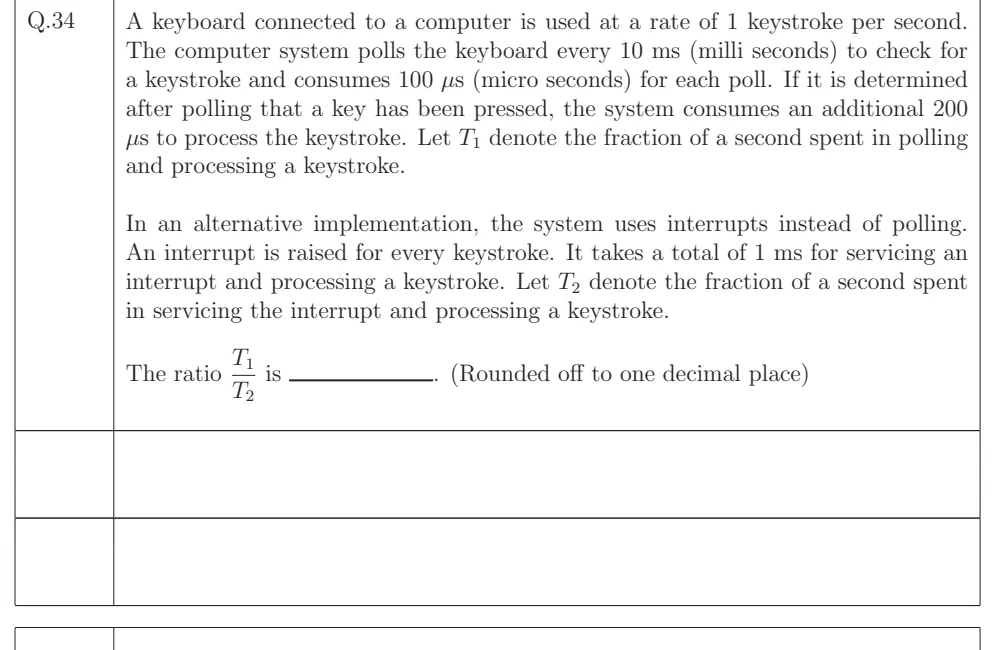 Q.34
A keyboard connected to a computer is used at a rate of 1 keystroke per second.
The computer system polls the keyboard every 10 ms (milli seconds) to check for
a keystroke and consumes 100 μs (micro seconds) for each poll. If it is determined
after polling that a key has been pressed, the system consumes an additional 200
μs to process the keystroke. Let T₁ denote the fraction of a second spent in polling
and processing a keystroke.
In an alternative implementation, the system uses interrupts instead of polling.
An interrupt is raised for every keystroke. It takes a total of 1 ms for servicing an
interrupt and processing a keystroke. Let T₂ denote the fraction of a second spent
in servicing the interrupt and processing a keystroke.
The ratio T₁/T₂ is ________. (Rounded off to one decimal place)